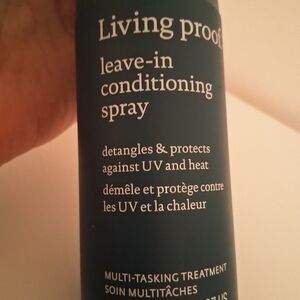 Living proof.
leave-in
conditioning
spray
detangles & protects
against UV and heat
démêle et protège contre
les UV et la chaleur
MULTI-TASKING TREATMENT
SOIN MULTITÂCHES